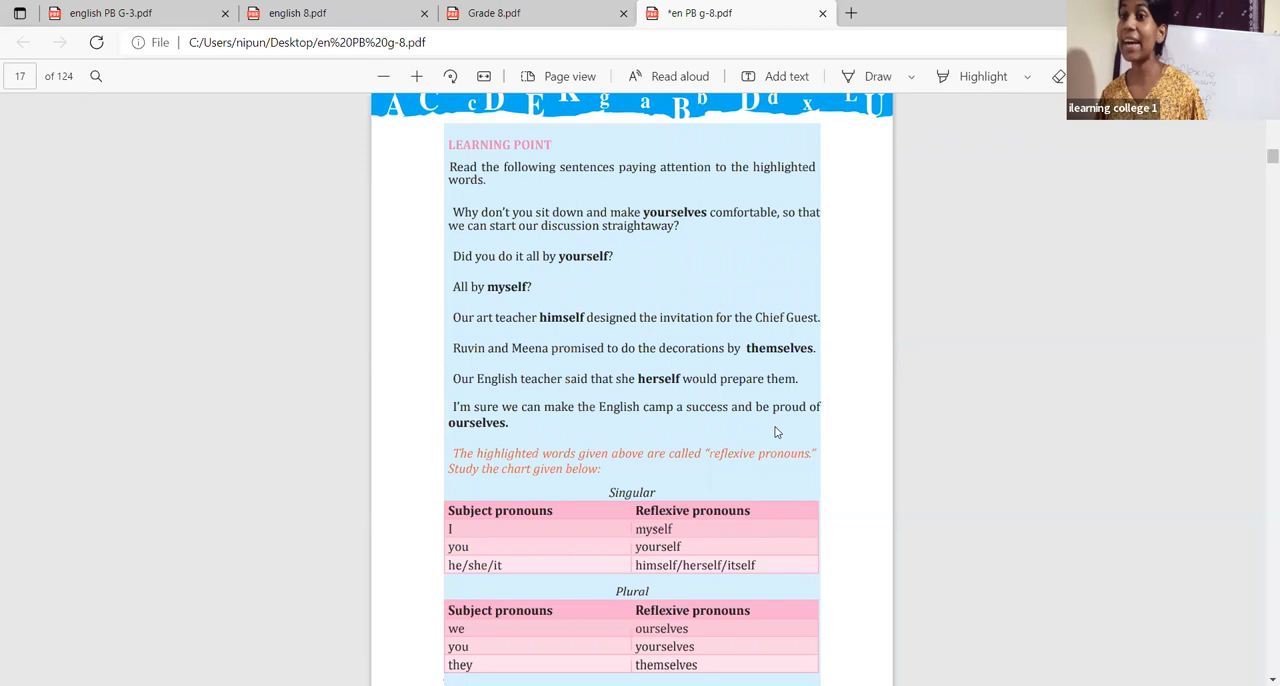 english PB G-3.pdf
english 8.pdf
Grade 8.pdf
*en PB g-8.pdf
File
C:/Users/nipun/Desktop/en%20PB%20g-8.pdf
17 of 124
Page view
Read aloud
Add text
Draw
Highlight
ilearning college 1
A C c D E K g a B b D d x L U
LEARNING POINT
Read the following sentences paying attention to the highlighted
words.
Why don't you sit down and make yourselves comfortable, so that
we can start our discussion straightaway?
Did you do it all by yourself?
All by myself?
Our art teacher himself designed the invitation for the Chief Guest.
Ruvin and Meena promised to do the decorations by themselves.
Our English teacher said that she herself would prepare them.
I'm sure we can make the English camp a success and be proud of
ourselves.
The highlighted words given above are called "reflexive pronouns."
Study the chart given below:
Singular
Subject pronouns Reflexive pronouns
I myself
you yourself
he/she/it himself/herself/itself
Plural
Subject pronouns Reflexive pronouns
we ourselves
you yourselves
they themselves